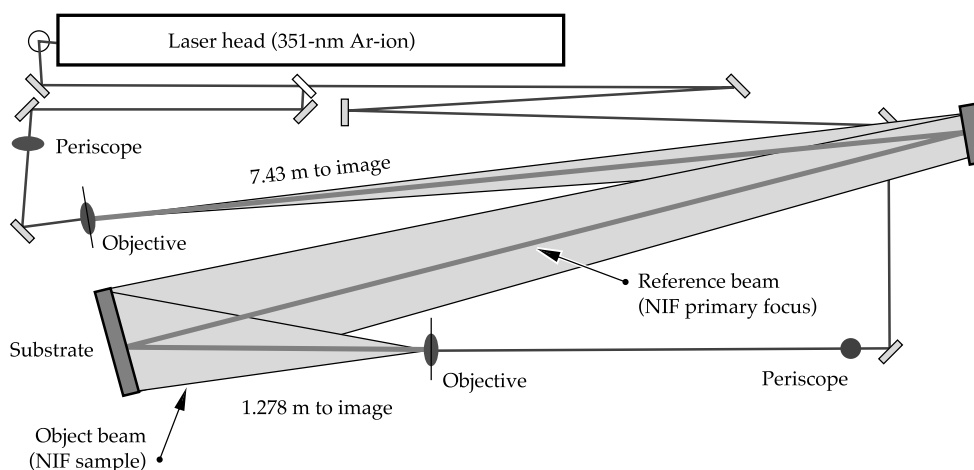 Laser head (351-nm Ar-ion)
Periscope
7.43 m to image
Objective
Reference beam
(NIF primary focus)
Substrate
Objective
Periscope
1.278 m to image
Object beam
(NIF sample)